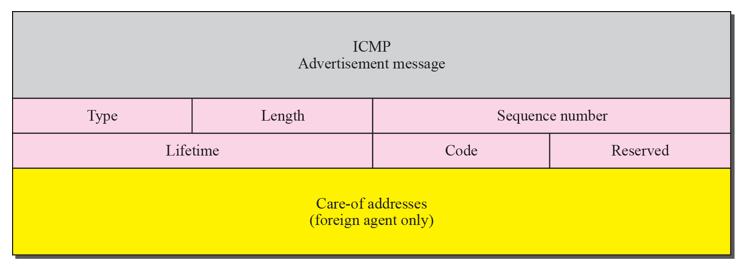 ICMP
Advertisement message
Type Length Sequence number
Lifetime Code Reserved
Care-of addresses
(foreign agent only)